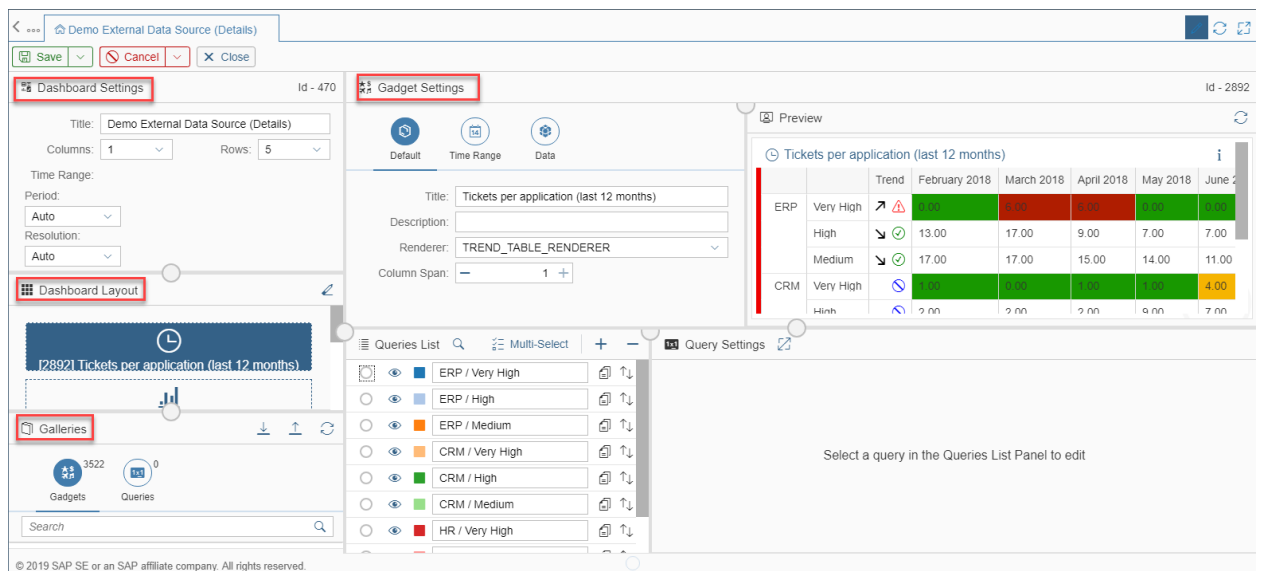 Demo External Data Source (Details)
Save Cancel Close
Dashboard Settings Id - 470
Title: Demo External Data Source (Details)
Columns: 1 Rows: 5
Time Range:
Period:
Auto
Resolution:
Auto
Dashboard Layout
[2892] Tickets per application (last 12 months)
Galleries
3522 0
Gadgets Queries
Search
Gadget Settings Id - 2892
14
Default Time Range Data
Title: Tickets per application (last 12 months)
Description:
Renderer: TREND_TABLE_RENDERER
Column Span: 1
Preview
Tickets per application (last 12 months)
Trend February 2018 March 2018 April 2018 May 2018 June 2
ERP Very High 0.00 6.00 6.00 0.00 0.00
High 13.00 17.00 9.00 7.00 7.00
Medium 17.00 17.00 15.00 14.00 11.00
CRM Very High 1.00 0.00 1.00 1.00 4.00
High 2.00 2.00 2.00 9.00 7.00
Queries List Multi-Select
ERP / Very High
ERP / High
ERP / Medium
CRM / Very High
CRM / High
CRM / Medium
HR / Very High
Query Settings
Select a query in the Queries List Panel to edit
© 2019 SAP SE or an SAP affiliate company. All rights reserved.